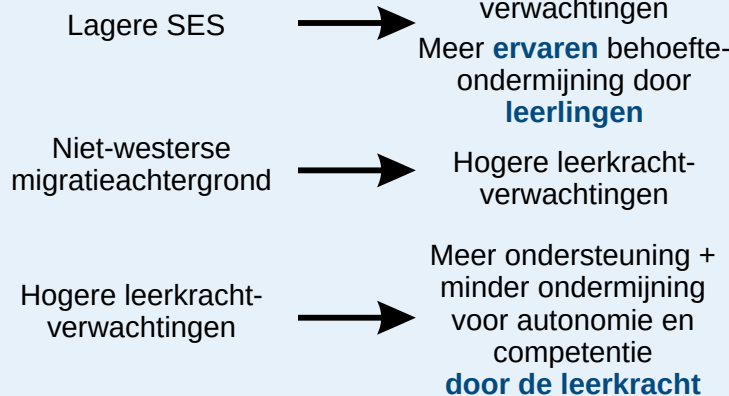 verwachtingen
Lagere SES
Meer ervaren behoefte-
ondermijning door
leerlingen
Niet-westerse
migratieachtergrond
Hogere leerkracht-
verwachtingen
Hogere leerkracht-
verwachtingen
Meer ondersteuning +
minder ondermijning
voor autonomie en
competentie
door de leerkracht